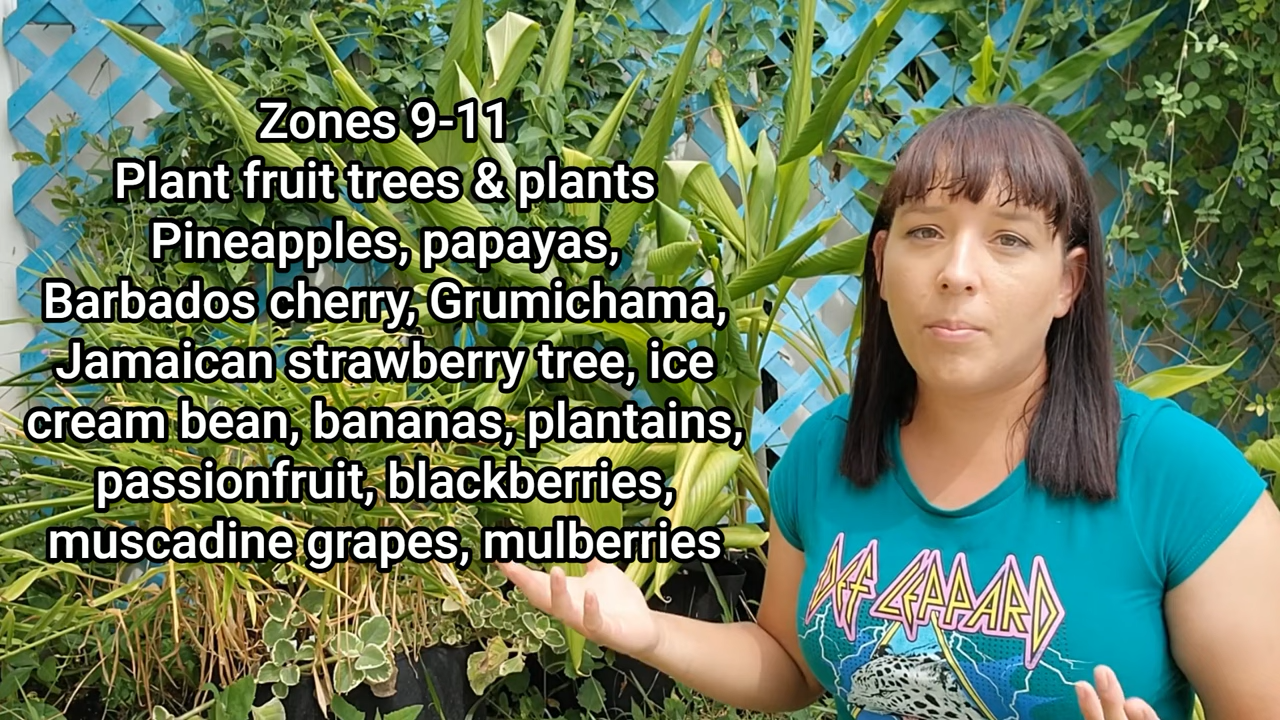 Zones 9-11
Plant fruit trees & plants
Pineapples, papayas,
Barbados cherry, Grumichama,
Jamaican strawberry tree, ice
cream bean, bananas, plantains,
passionfruit, blackberries,
muscadine grapes, mulberries
DEF LEPPARD